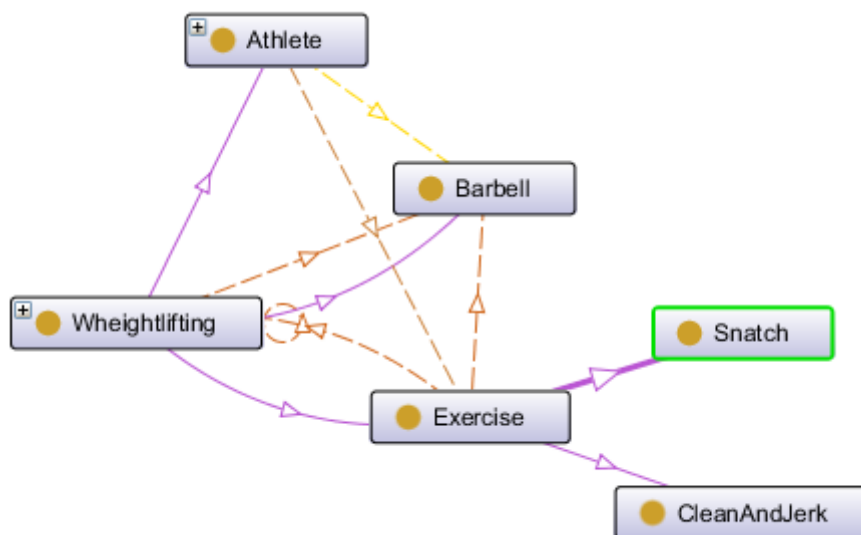 Athlete
Barbell
Wheightlifting
Snatch
Exercise
CleanAndJerk